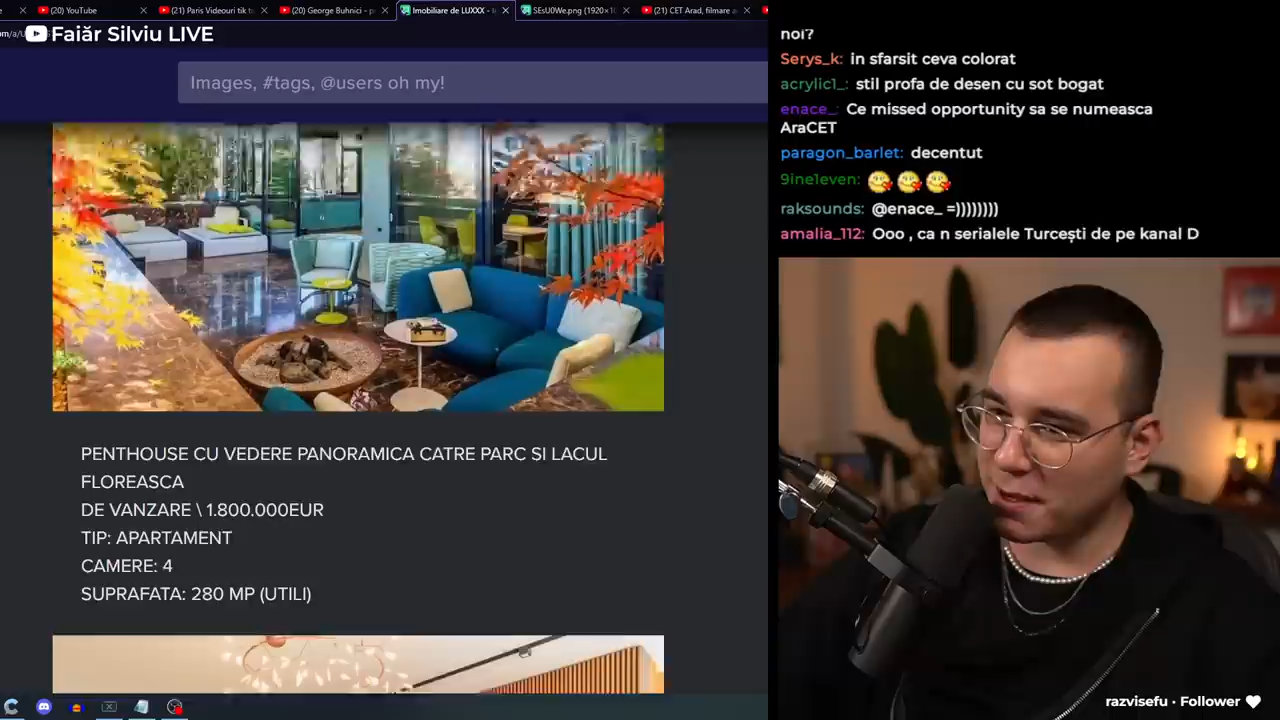 (20) YouTube
(21) Paris Videouri tik to
(20) George Buhnici - p
Imobiliare de LUXXX - I
SEsU0We.png (1920×10
(21) CET Arad, filmare a
Faiăr Silviu LIVE
Images, #tags, @users oh my!
PENTHOUSE CU VEDERE PANORAMICA CATRE PARC SI LACUL
FLOREASCA
DE VANZARE \ 1.800.000EUR
TIP: APARTAMENT
CAMERE: 4
SUPRAFATA: 280 MP (UTILI)
noi?
Serys_k: in sfarsit ceva colorat
acrylic1_: stil profa de desen cu sot bogat
enace_: Ce missed opportunity sa se numeasca
AraCET
paragon_barlet: decentut
9ine1even:
raksounds: @enace_ =))))))))
amalia_112: Ooo , ca n serialele Turcești de pe kanal D
razvisefu · Follower